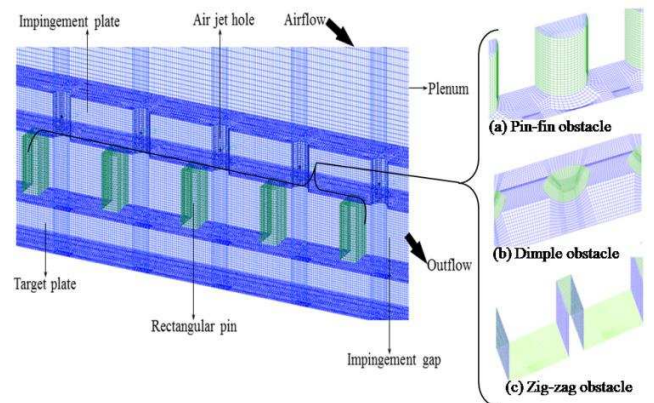 Impingement plate
Air jet hole
Airflow
Plenum
(a) Pin-fin obstacle
(b) Dimple obstacle
Outflow
Target plate
Rectangular pin
Impingement gap
(c) Zig-zag obstacle